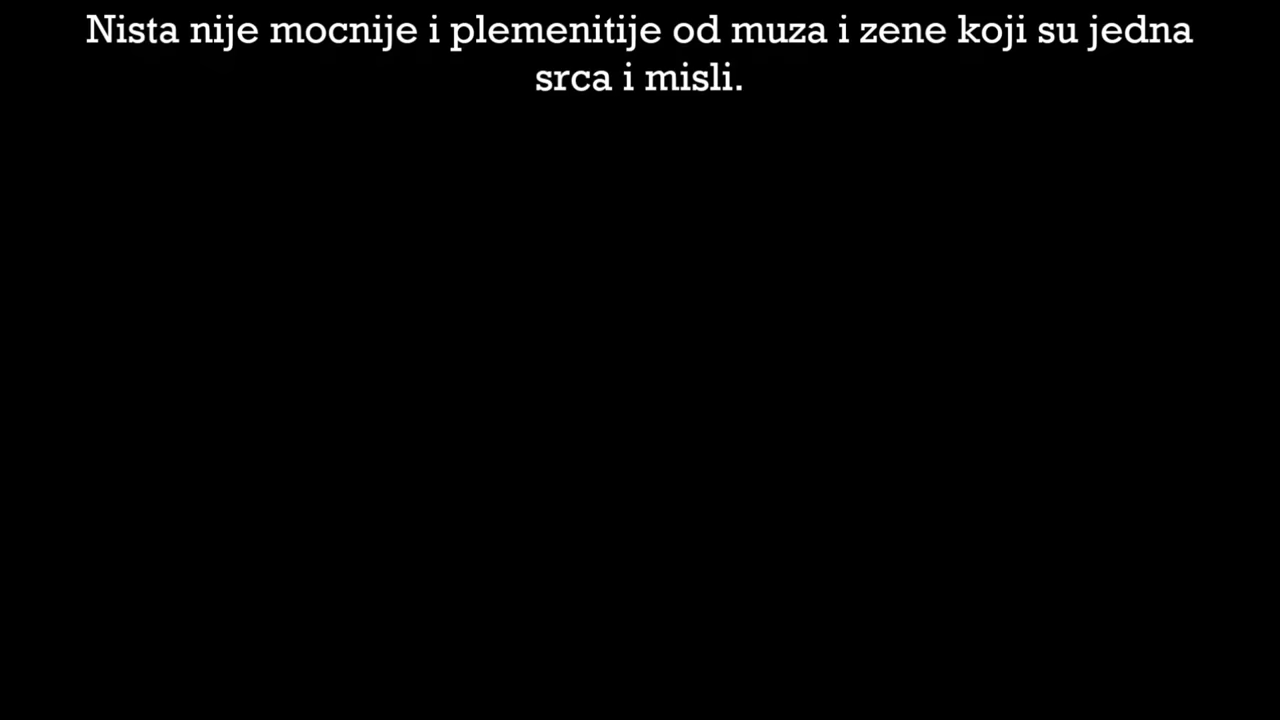 Nista nije mocnije i plemenitije od muza i zene koji su jedna
srca i misli.